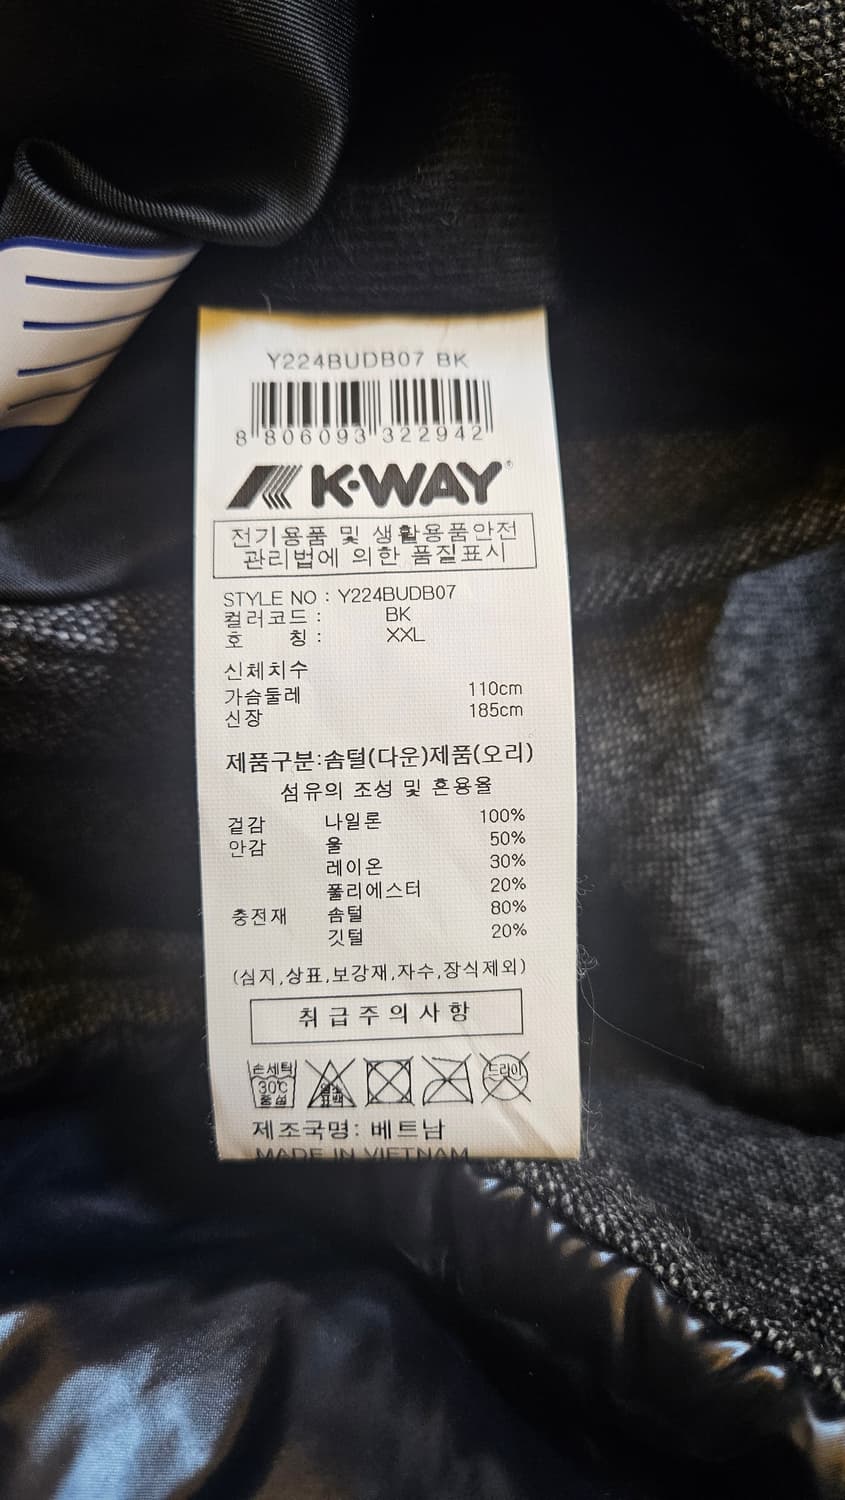 Y224BUDB07 BK
8 806093 322942
K·WAY®
전기용품 및 생활용품안전
관리법에 의한 품질표시
STYLE NO : Y224BUDB07
컬러코드 : BK
호 칭 : XXL
신체치수
가슴둘레 110cm
신장 185cm
제품구분:솜털(다운)제품(오리)
섬유의 조성 및 혼용율
겉감 나일론 100%
안감 울 50%
레이온 30%
폴리에스터 20%
충전재 솜털 80%
깃털 20%
(심지,상표,보강재,자수,장식제외)
취급주의사항
손세탁
30℃
중성
염소
표백
드라이
제조국명: 베트남
MADE IN VIETNAM